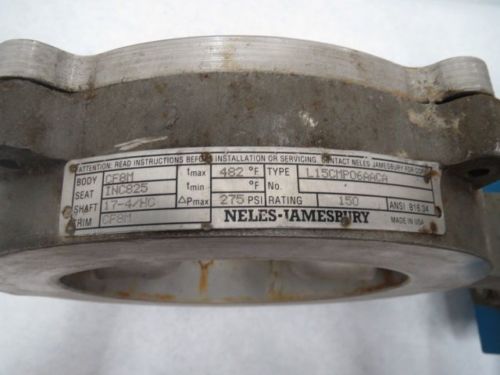 ATTENTION: READ INSTRUCTIONS BEFORE INSTALLATION OR SERVICING. CONTACT NELES JAMESBURY FOR
BODY CF8M tmax 482 °F TYPE L15CMP06AACA
SEAT INC825 tmin °F No.
SHAFT 17-4/HC ΔPmax 275 PSI RATING 150 ANSI B16.34
TRIM CF8M NELES-JAMESBURY MADE IN USA